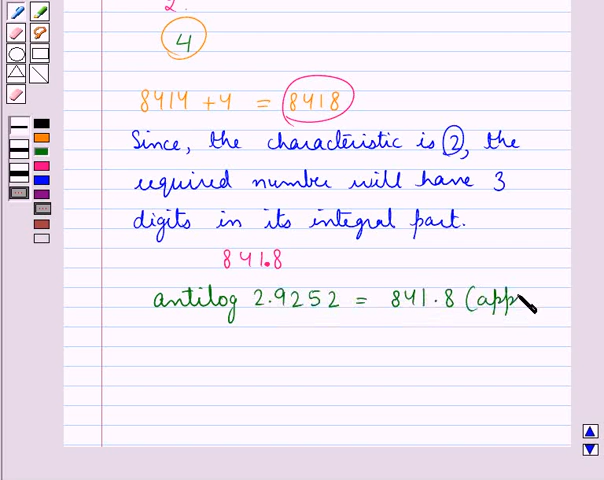 2.
4
8414 + 4 = 8418
Since, the characteristic is 2, the
required number will have 3
digits in its integral part.
841.8
antilog 2.9252 = 841.8 (app